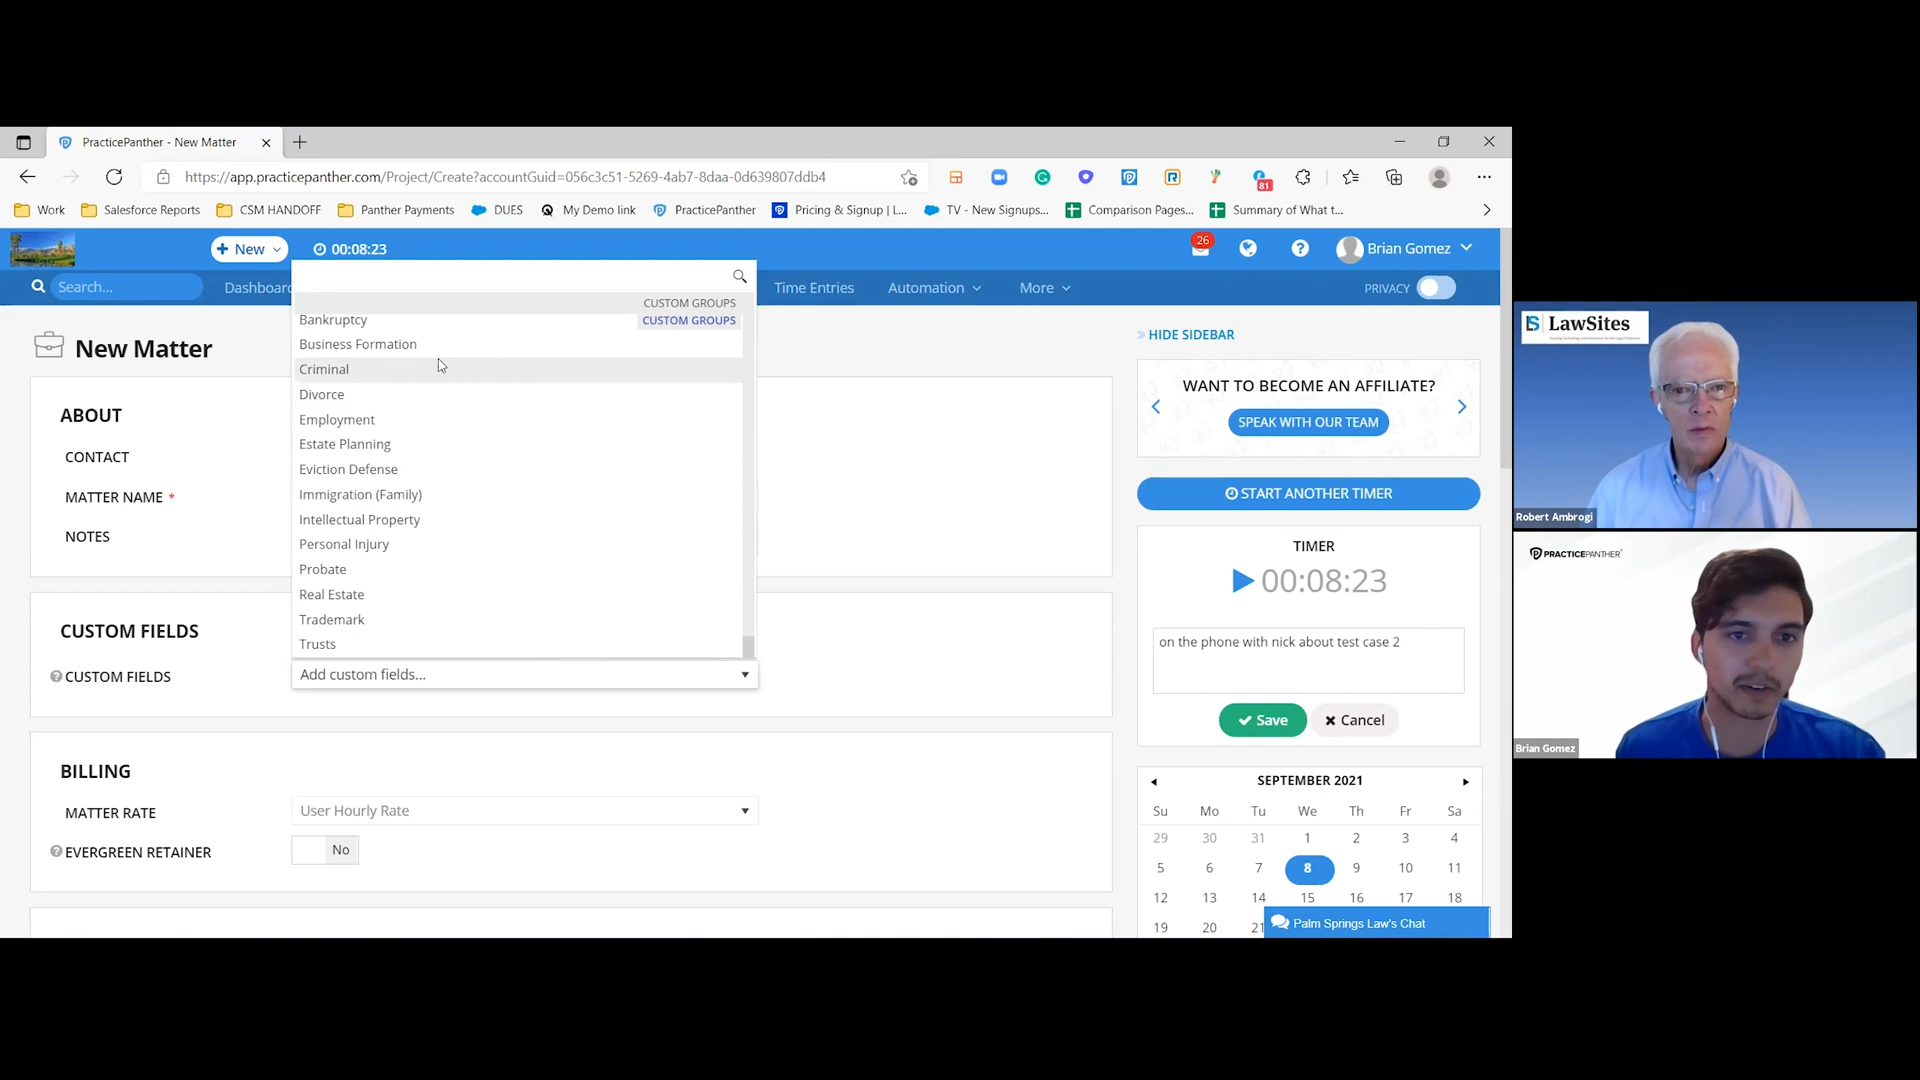 PracticePanther - New Matter
https://app.practicepanther.com/Project/Create?accountGuid=056c3c51-5269-4ab7-8daa-0d639807ddb4
81
Work
Salesforce Reports
CSM HANDOFF
Panther Payments
DUES
My Demo link
PracticePanther
Pricing & Signup | L...
TV - New Signups...
Comparison Pages...
Summary of What t...
+ New
00:08:23
26
Brian Gomez
Search...
Dashboard
Time Entries
Automation
More
PRIVACY
New Matter
CUSTOM GROUPS
Bankruptcy
CUSTOM GROUPS
Business Formation
Criminal
Divorce
Employment
Estate Planning
Eviction Defense
Immigration (Family)
Intellectual Property
Personal Injury
Probate
Real Estate
Trademark
Trusts
ABOUT
CONTACT
MATTER NAME *
NOTES
CUSTOM FIELDS
CUSTOM FIELDS
Add custom fields...
BILLING
MATTER RATE
User Hourly Rate
EVERGREEN RETAINER
No
» HIDE SIDEBAR
WANT TO BECOME AN AFFILIATE?
SPEAK WITH OUR TEAM
START ANOTHER TIMER
TIMER
00:08:23
on the phone with nick about test case 2
Save
Cancel
SEPTEMBER 2021
Su Mo Tu We Th Fr Sa
29 30 31 1 2 3 4
5 6 7 8 9 10 11
12 13 14 15 16 17 18
19 20 21
Palm Springs Law's Chat
LS LawSites
Robert Ambrogi
PRACTICEPANTHER
Brian Gomez